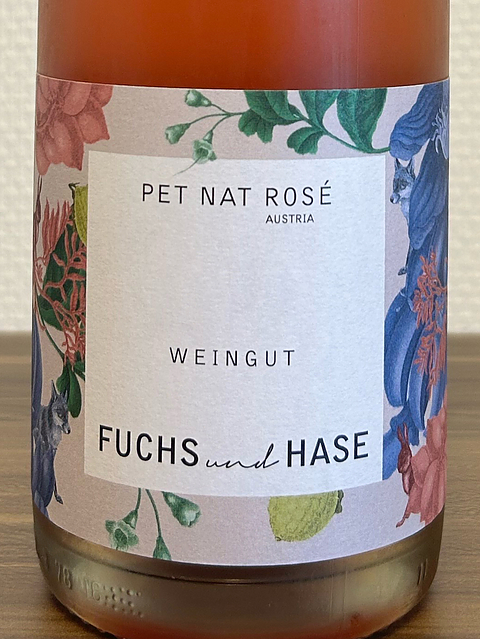 PET NAT ROSÉ
AUSTRIA
WEINGUT
FUCHS und HASE